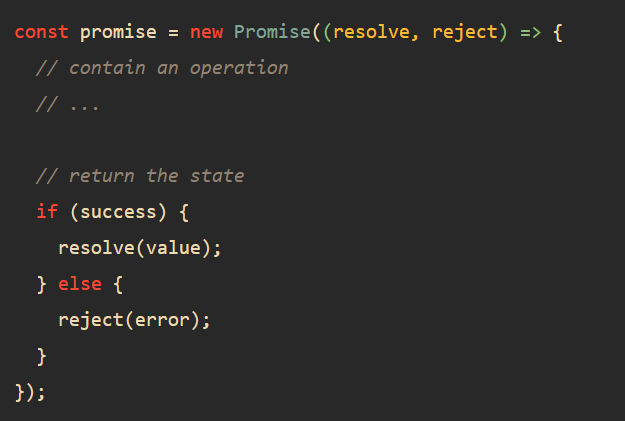 const promise = new Promise((resolve, reject) => {
  // contain an operation
  // ...

  // return the state
  if (success) {
    resolve(value);
  } else {
    reject(error);
  }
});